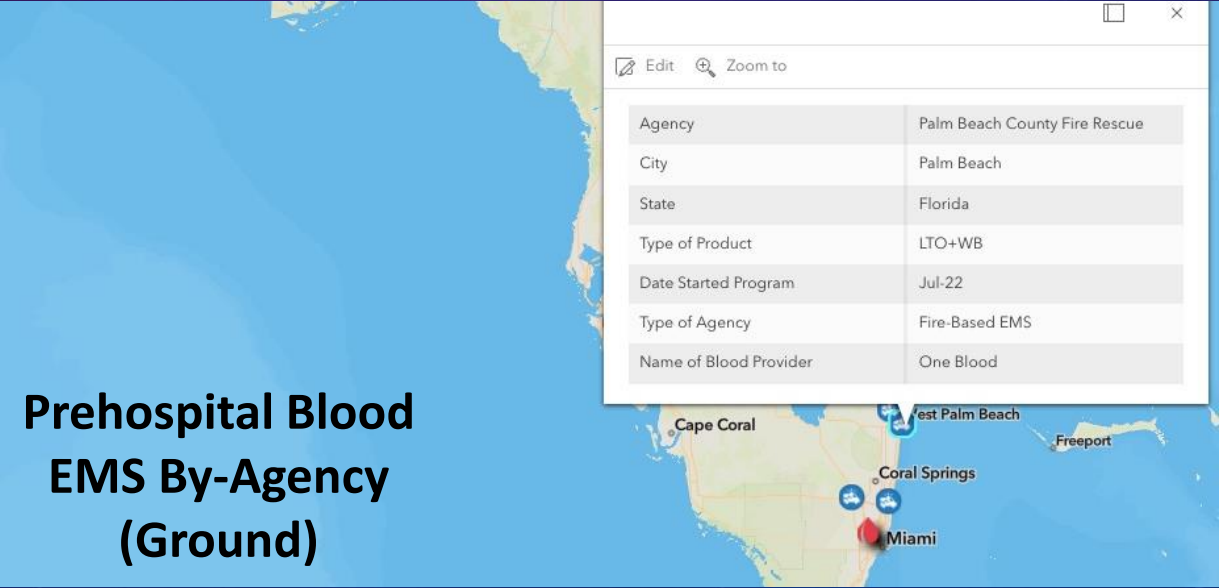 Edit Zoom to
Agency Palm Beach County Fire Rescue
City Palm Beach
State Florida
Type of Product LTO+WB
Date Started Program Jul-22
Type of Agency Fire-Based EMS
Name of Blood Provider One Blood
Prehospital Blood
EMS By-Agency
(Ground)
Cape Coral
est Palm Beach
Freeport
Coral Springs
Miami